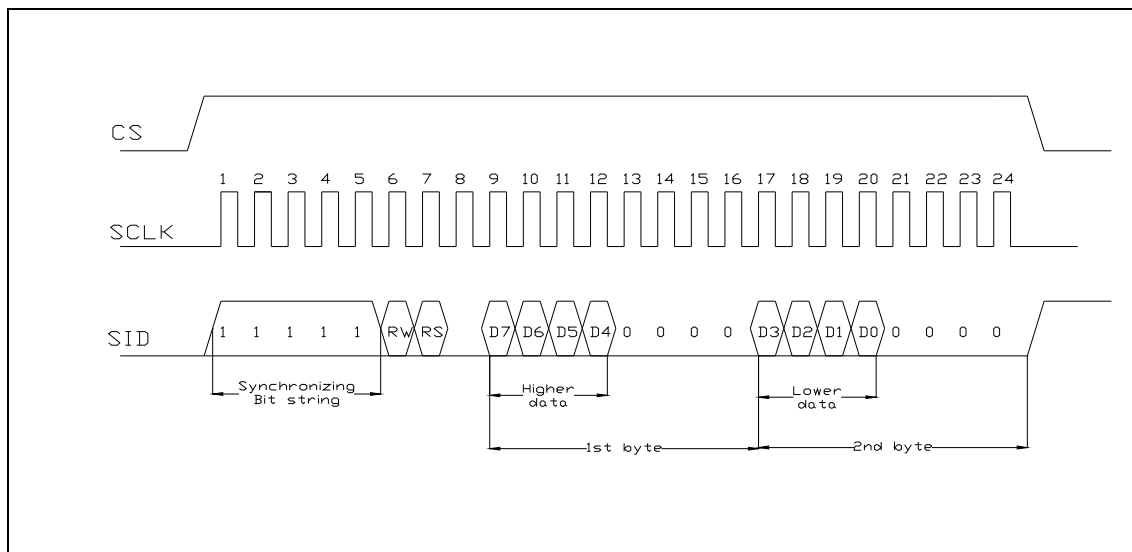 CS
1 2 3 4 5 6 7 8 9 10 11 12 13 14 15 16 17 18 19 20 21 22 23 24
SCLK
SID
1 1 1 1 1 RW RS D7 D6 D5 D4 0 0 0 0 D3 D2 D1 D0 0 0 0 0
Synchronizing
Bit string
Higher
data
Lower
data
1st byte
2nd byte